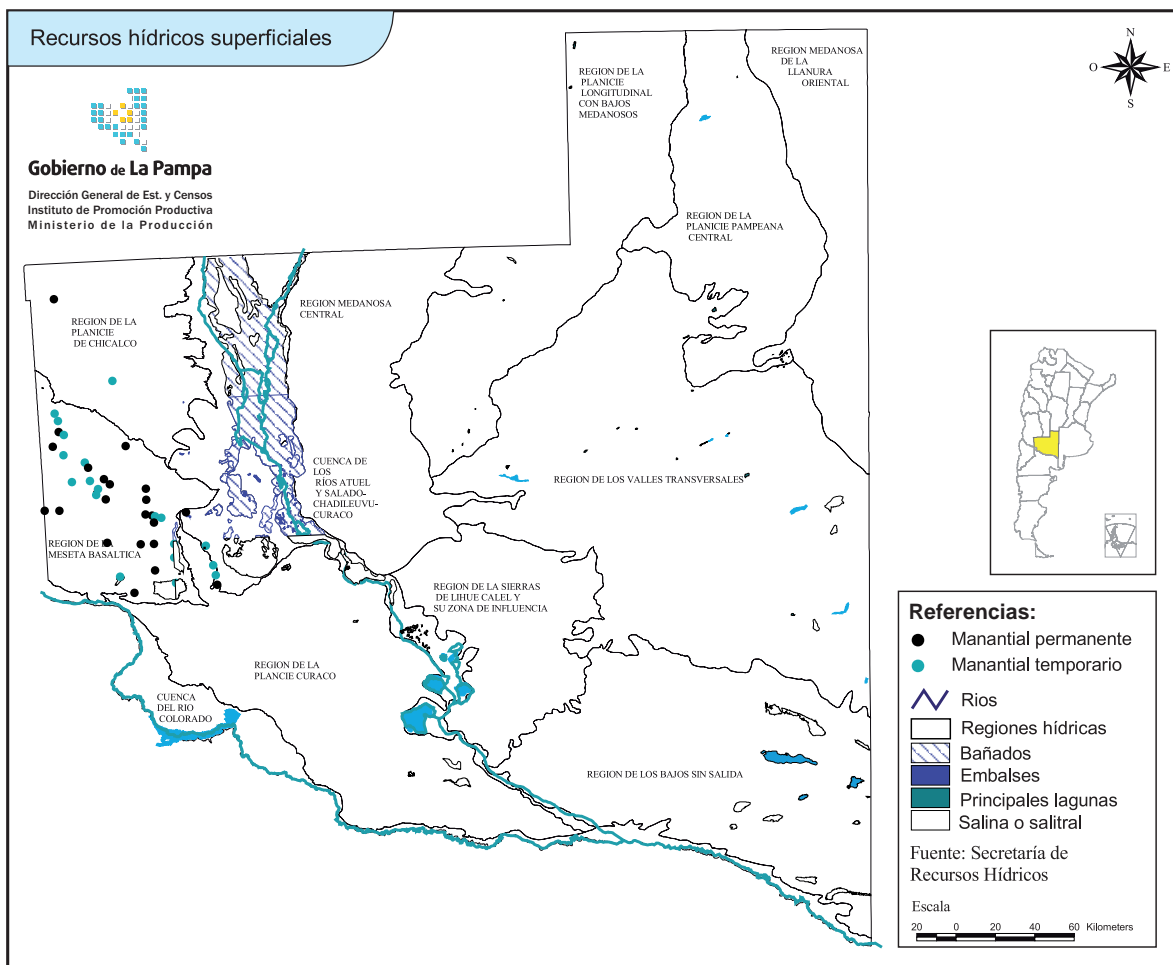 Recursos hídricos superficiales
Gobierno de La Pampa
Dirección General de Est. y Censos
Instituto de Promoción Productiva
Ministerio de la Producción
N
O
E
S
REGION DE LA
PLANICIE
LONGITUDINAL
CON BAJOS
MEDANOSOS
REGION MEDANOSA
DE LA
LLANURA
ORIENTAL
REGION DE LA
PLANICIE PAMPEANA
CENTRAL
REGION MEDANOSA
CENTRAL
REGION DE LA
PLANICIE
DE CHICALCO
CUENCA DE
LOS
RÍOS ATUEL
Y SALADO-
CHADILEUVU-
CURACO
REGION DE LOS VALLES TRANSVERSALES
REGION DE LA
MESETA BASALTICA
REGION DE LA SIERRAS
DE LIHUE CALEL Y
SU ZONA DE INFLUENCIA
REGION DE LA
PLANCIE CURACO
CUENCA
DEL RIO
COLORADO
REGION DE LOS BAJOS SIN SALIDA
Referencias:
Manantial permanente
Manantial temporario
Rios
Regiones hídricas
Bañados
Embalses
Principales lagunas
Salina o salitral
Fuente: Secretaría de
Recursos Hídricos
Escala
20 0 20 40 60 Kilometers